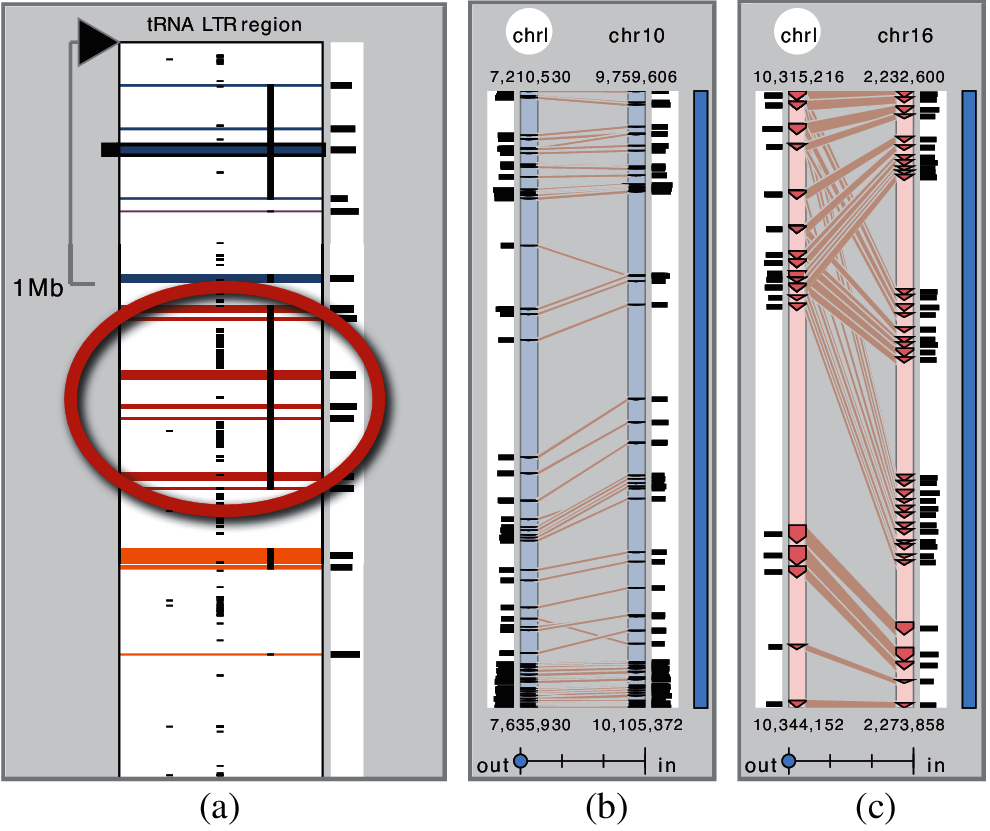 tRNA LTR region
1Mb
(a)
chrI chr10
7,210,530 9,759,606
7,635,930 10,105,372
out in
(b)
chrI chr16
10,315,216 2,232,600
10,344,152 2,273,858
out in
(c)